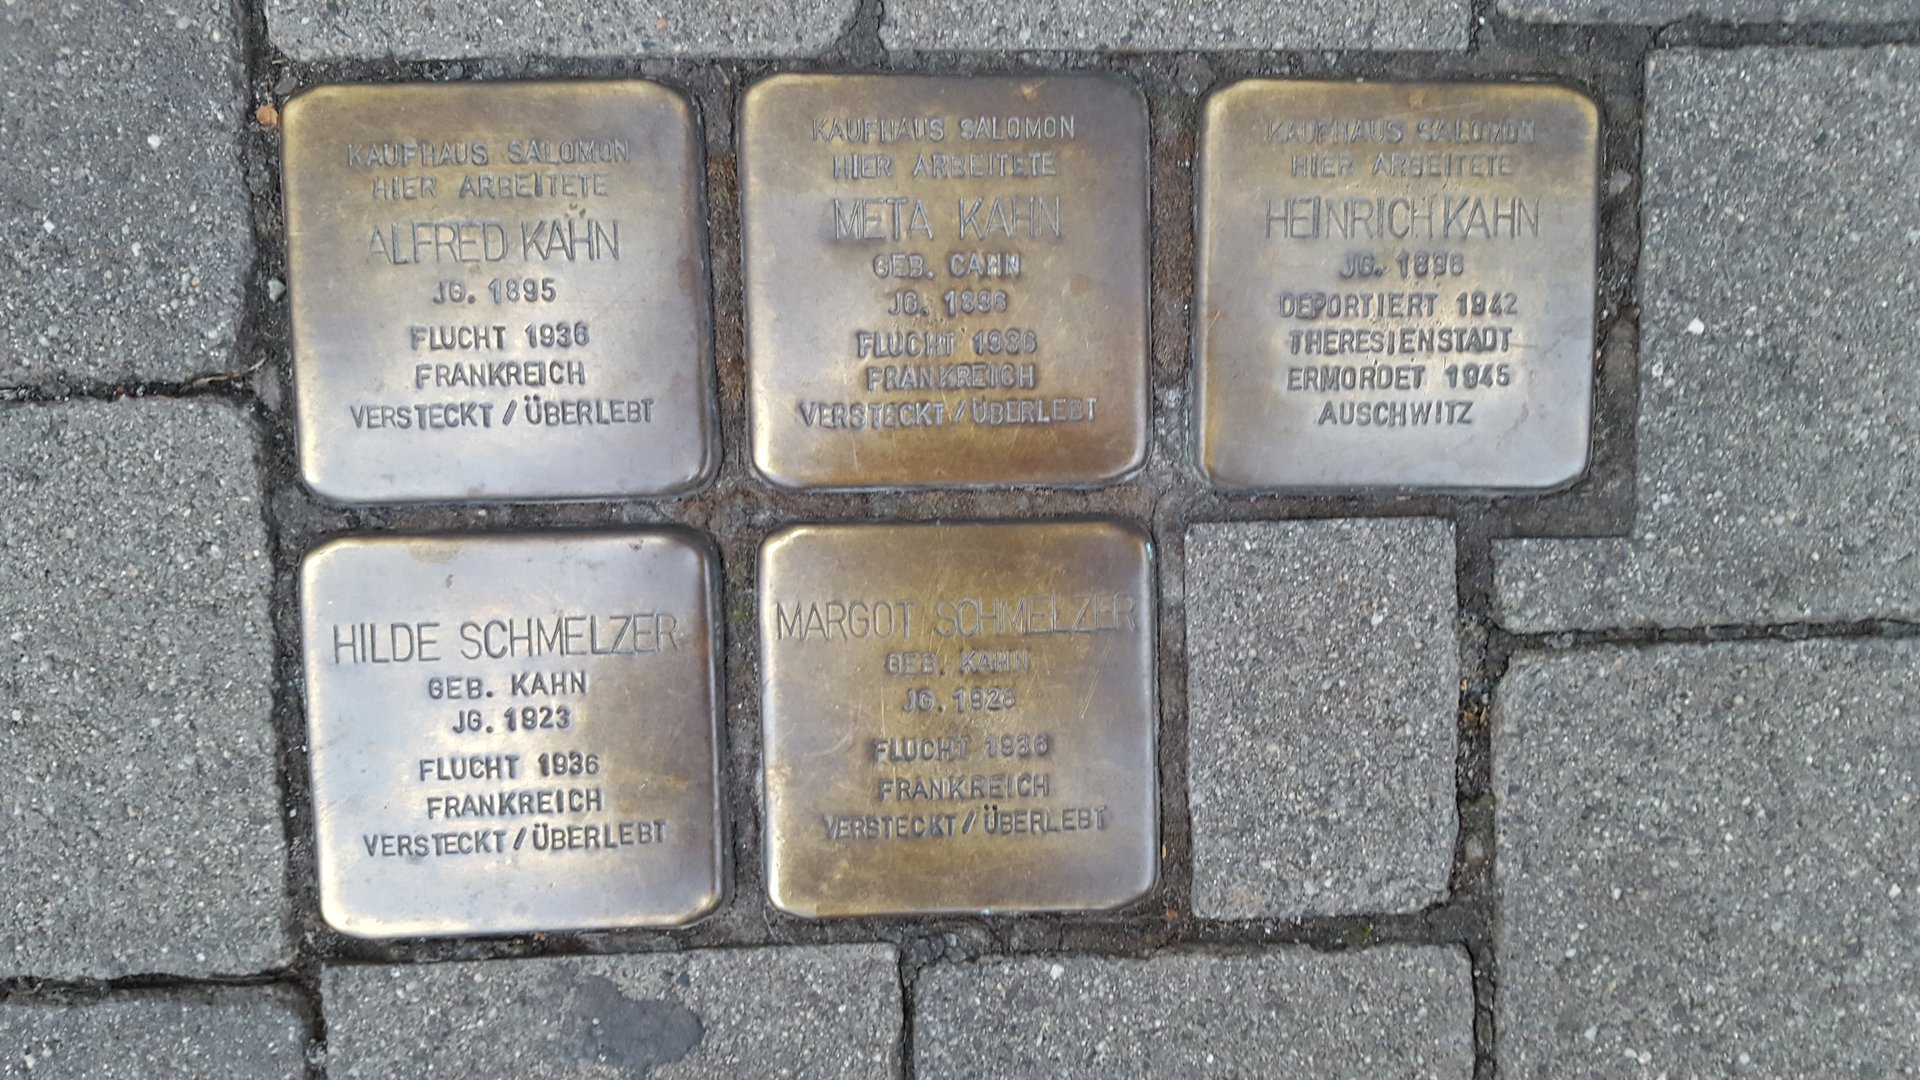 KAUFHAUS SALOMON
HIER ARBEITETE
ALFRED KAHN
JG. 1895
FLUCHT 1936
FRANKREICH
VERSTECKT / ÜBERLEBT
KAUFHAUS SALOMON
HIER ARBEITETE
META KAHN
GEB. CAHN
JG. 1896
FLUCHT 1936
FRANKREICH
VERSTECKT / ÜBERLEBT
KAUFHAUS SALOMON
HIER ARBEITETE
HEINRICH KAHN
JG. 1896
DEPORTIERT 1942
THERESIENSTADT
ERMORDET 1945
AUSCHWITZ
HILDE SCHMELZER
GEB. KAHN
JG. 1923
FLUCHT 1936
FRANKREICH
VERSTECKT / ÜBERLEBT
MARGOT SCHMELZER
GEB. KAHN
JG. 1928
FLUCHT 1936
FRANKREICH
VERSTECKT / ÜBERLEBT